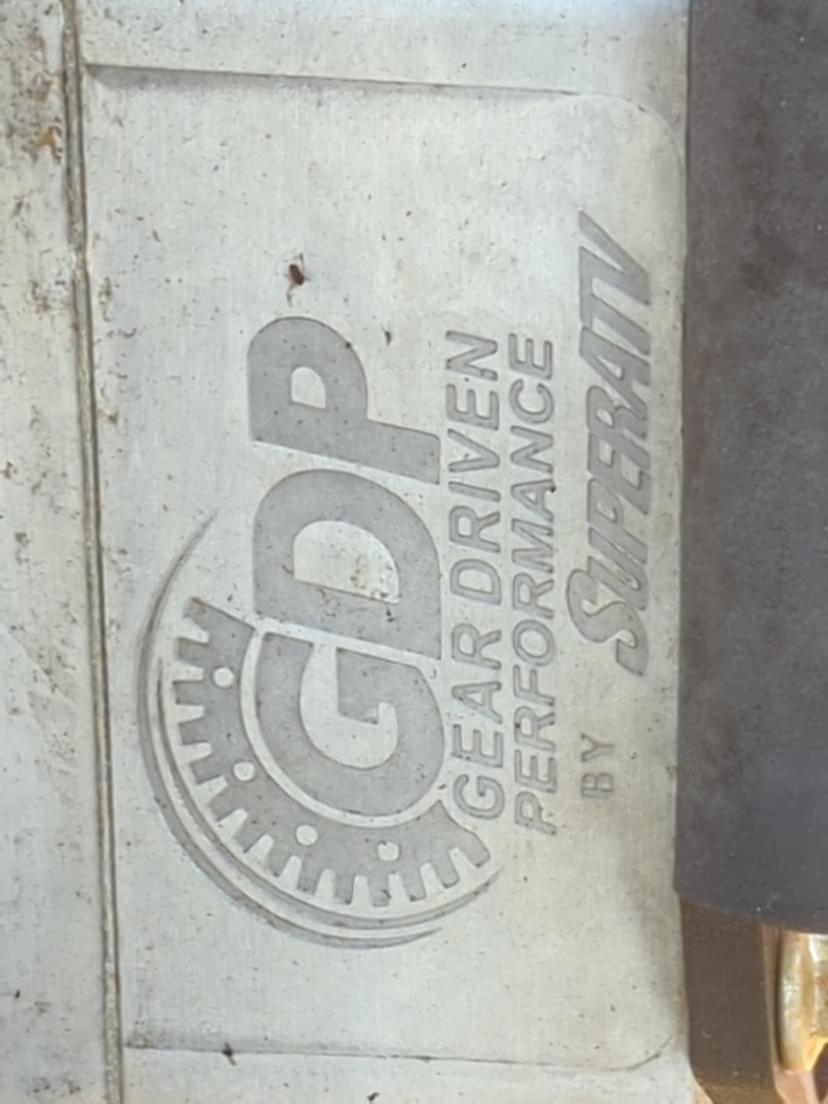 GDP
GEAR DRIVEN
PERFORMANCE
BY SUPERATV